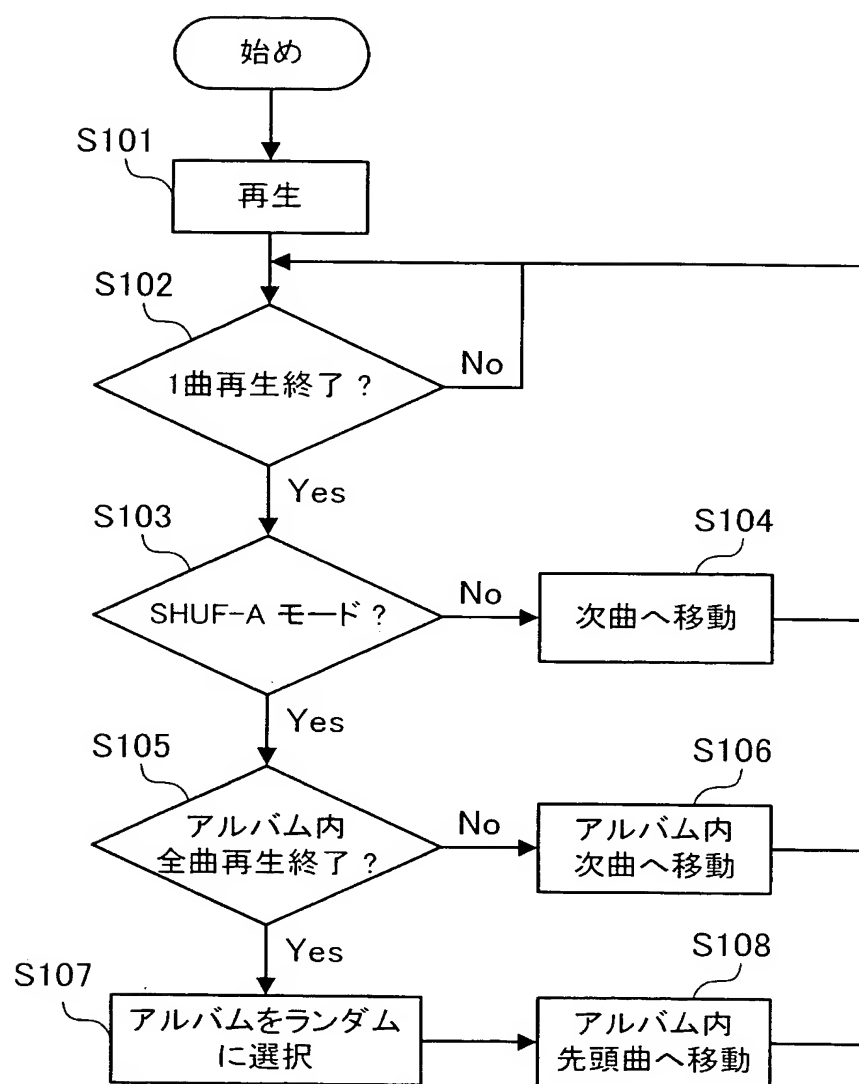 始め
S101
再生
S102
1曲再生終了?
No
Yes
S103
SHUF-A モード?
No
S104
次曲へ移動
Yes
S105
アルバム内
全曲再生終了?
No
S106
アルバム内
次曲へ移動
Yes
S107
アルバムをランダム
に選択
S108
アルバム内
先頭曲へ移動